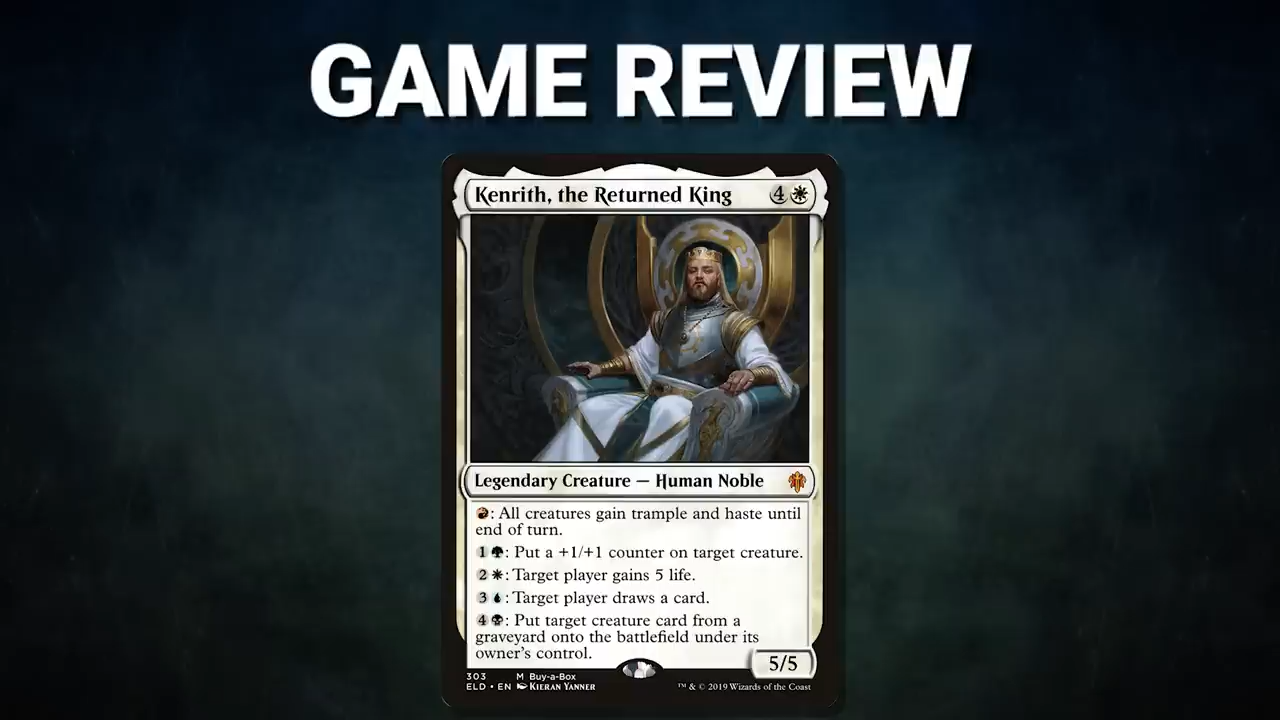 GAME REVIEW
Kenrith, the Returned King 4
Legendary Creature — Human Noble
: All creatures gain trample and haste until
end of turn.
1 : Put a +1/+1 counter on target creature.
2 : Target player gains 5 life.
3 : Target player draws a card.
4 : Put target creature card from a
graveyard onto the battlefield under its
owner's control.
5/5
303 M Buy-a-Box
ELD • EN KIERAN YANNER
™ & © 2019 Wizards of the Coast